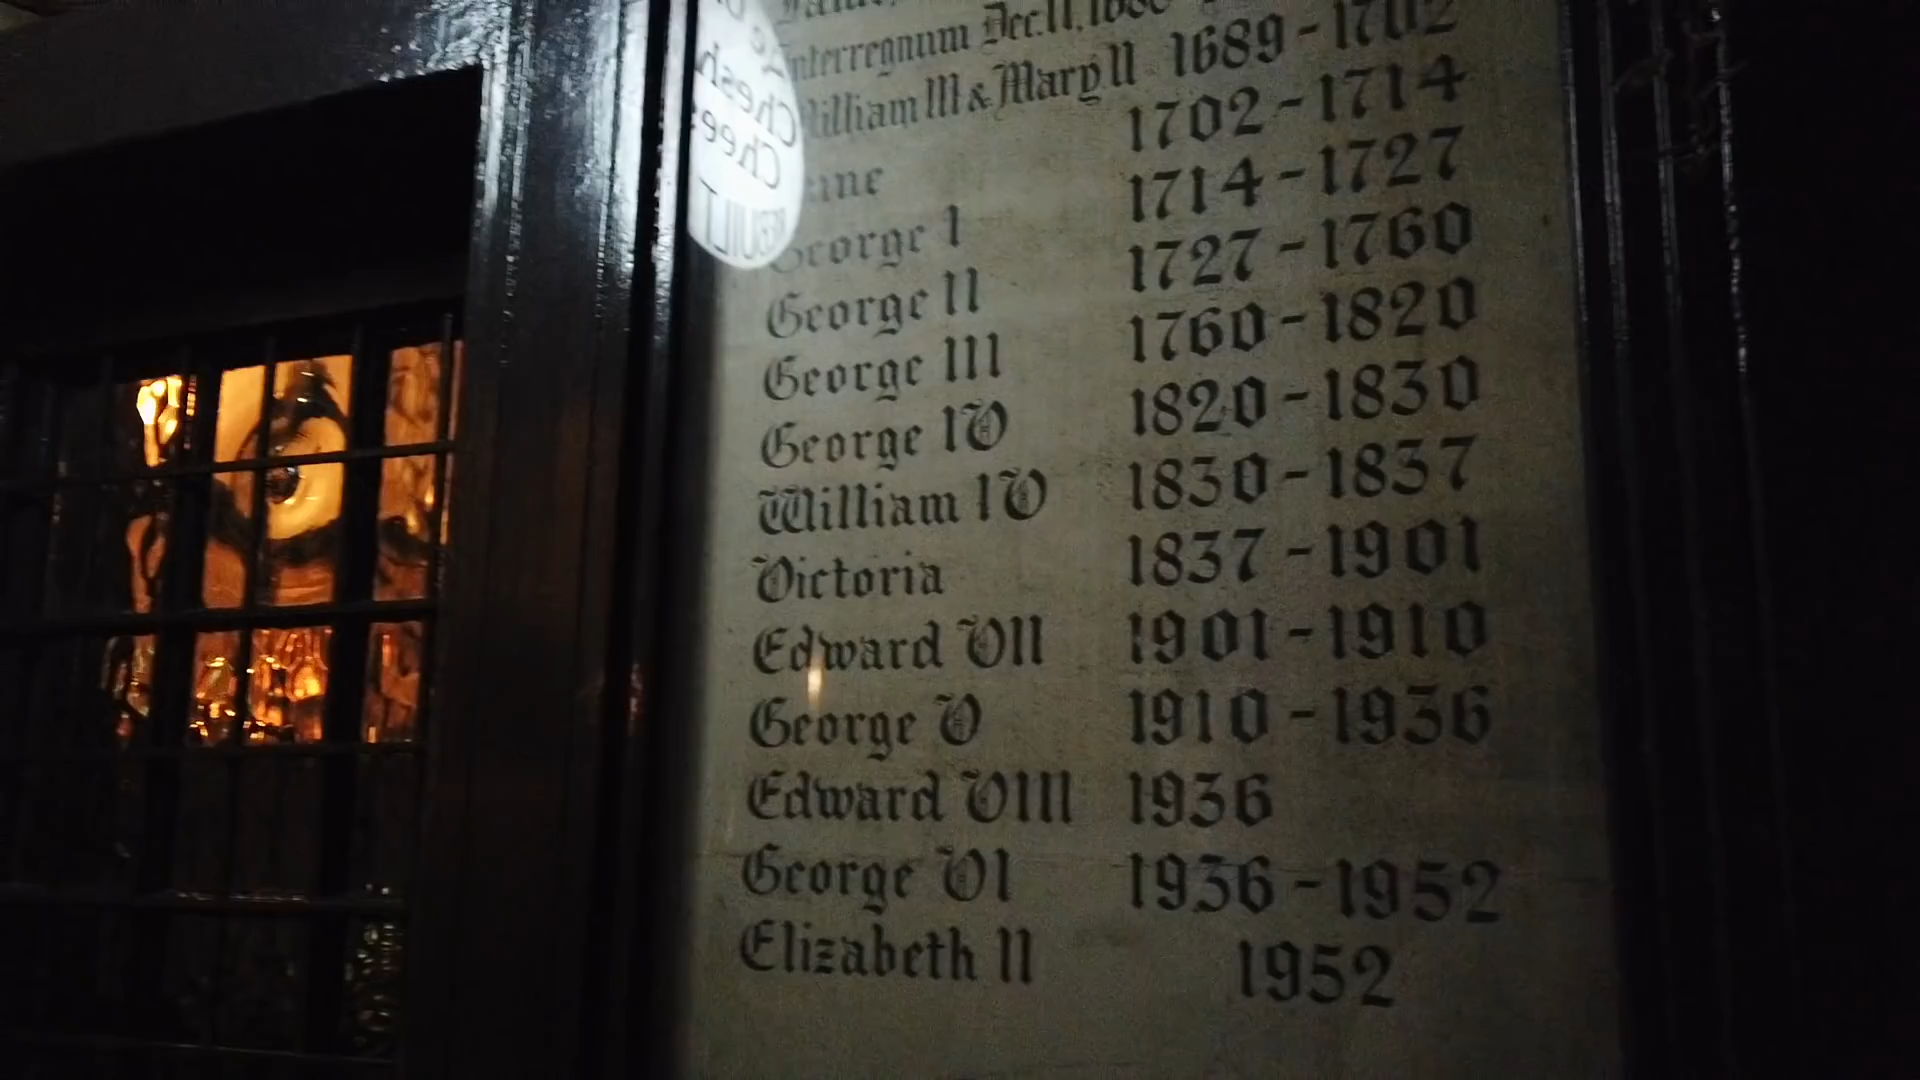 Interregnum Dec. 11, 1688
William III & Mary II 1689 - 1702
Anne 1702 - 1714
George I 1714 - 1727
George II 1727 - 1760
George III 1760 - 1820
George IV 1820 - 1830
William IV 1830 - 1837
Victoria 1837 - 1901
Edward VII 1901 - 1910
George V 1910 - 1936
Edward VIII 1936
George VI 1936 - 1952
Elizabeth II 1952